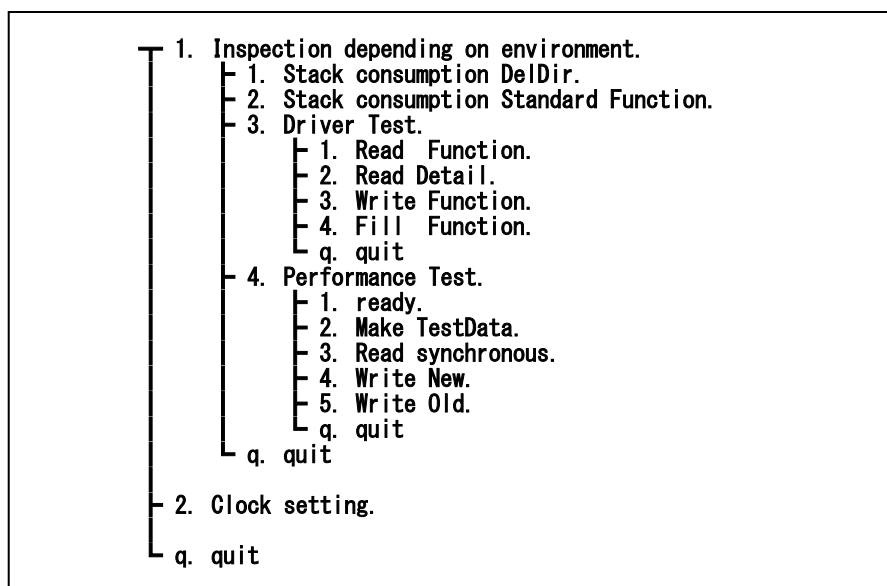 1. Inspection depending on environment.
1. Stack consumption DelDir.
2. Stack consumption Standard Function.
3. Driver Test.
1. Read  Function.
2. Read Detail.
3. Write Function.
4. Fill  Function.
q. quit
4. Performance Test.
1. ready.
2. Make TestData.
3. Read synchronous.
4. Write New.
5. Write Old.
q. quit
q. quit
2. Clock setting.
q. quit